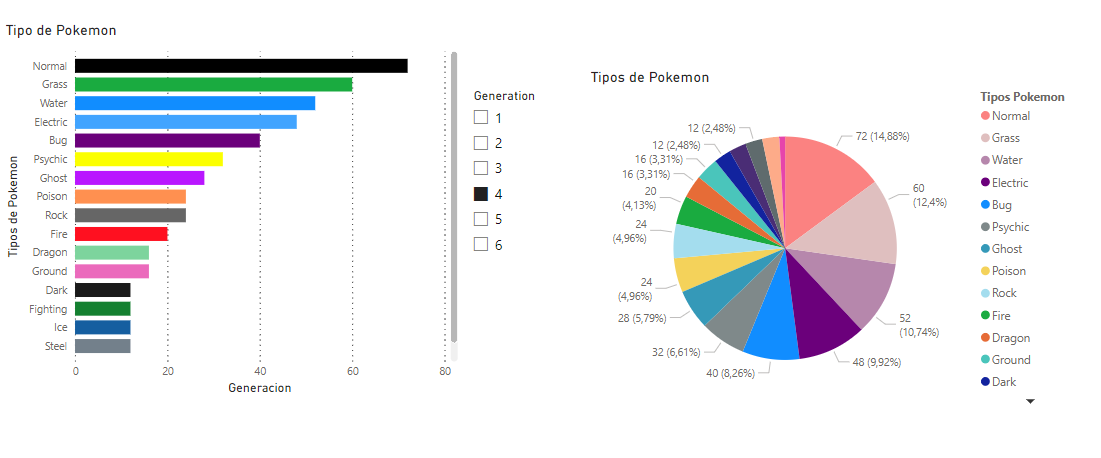 Tipo de Pokemon
Tipos de Pokemon
Normal
Grass
Water
Electric
Bug
Psychic
Ghost
Poison
Rock
Fire
Dragon
Ground
Dark
Fighting
Ice
Steel
0
20
40
60
80
Generacion
Generation
1
2
3
4
5
6
Tipos de Pokemon
72 (14,88%)
60
(12,4%)
52
(10,74%)
48 (9,92%)
40 (8,26%)
32 (6,61%)
28 (5,79%)
24
(4,96%)
24
(4,96%)
20
(4,13%)
16 (3,31%)
16 (3,31%)
12 (2,48%)
12 (2,48%)
Tipos Pokemon
Normal
Grass
Water
Electric
Bug
Psychic
Ghost
Poison
Rock
Fire
Dragon
Ground
Dark